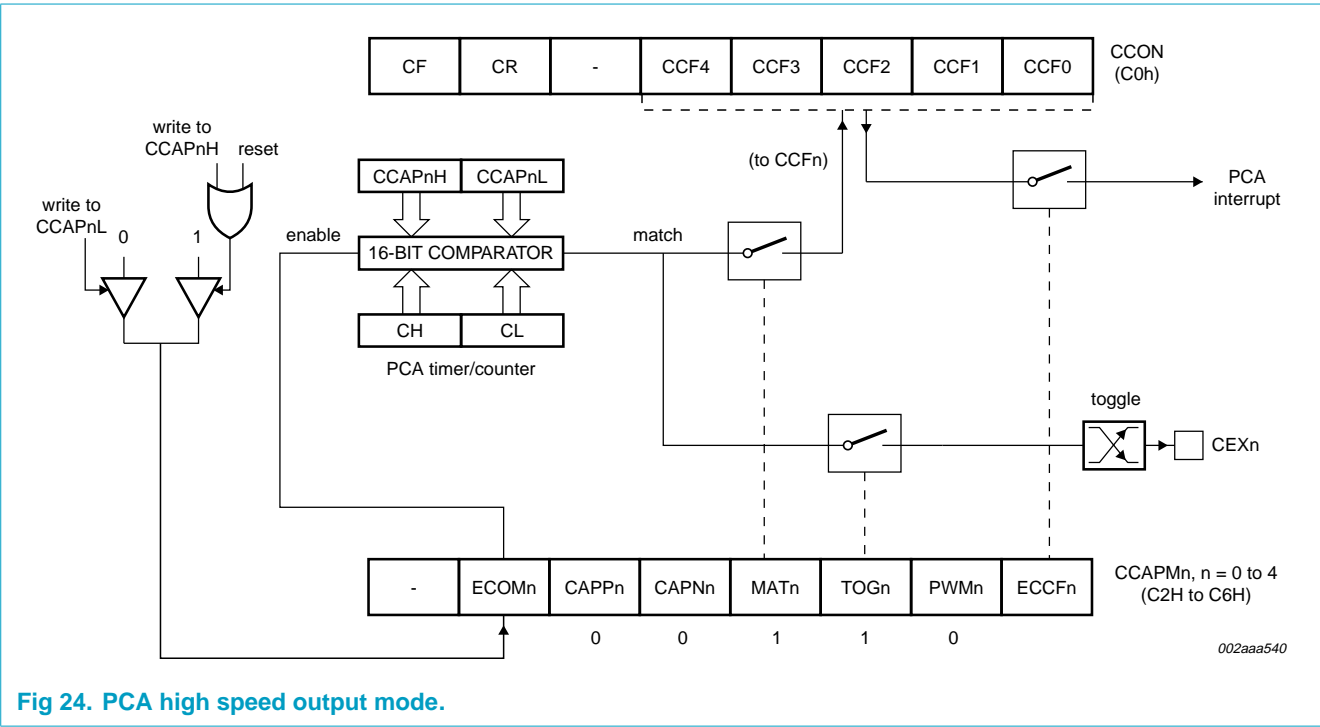 CF CR - CCF4 CCF3 CCF2 CCF1 CCF0
CCON
(C0h)
write to
CCAPnH
reset
write to
CCAPnL
0
1
enable
CCAPnH CCAPnL
16-BIT COMPARATOR
CH CL
PCA timer/counter
match
(to CCFn)
PCA
interrupt
toggle
CEXn
- ECOMn CAPPn CAPNn MATn TOGn PWMn ECCFn
0 0 1 1 0
CCAPMn, n = 0 to 4
(C2H to C6H)
002aaa540
Fig 24. PCA high speed output mode.